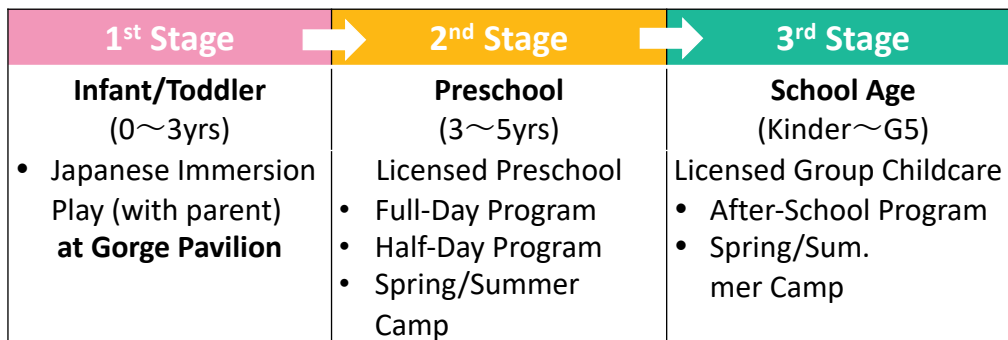 1st Stage
Infant/Toddler
(0～3yrs)
• Japanese Immersion
Play (with parent)
at Gorge Pavilion
2nd Stage
Preschool
(3～5yrs)
Licensed Preschool
• Full-Day Program
• Half-Day Program
• Spring/Summer
Camp
3rd Stage
School Age
(Kinder～G5)
Licensed Group Childcare
• After-School Program
• Spring/Sum.
mer Camp